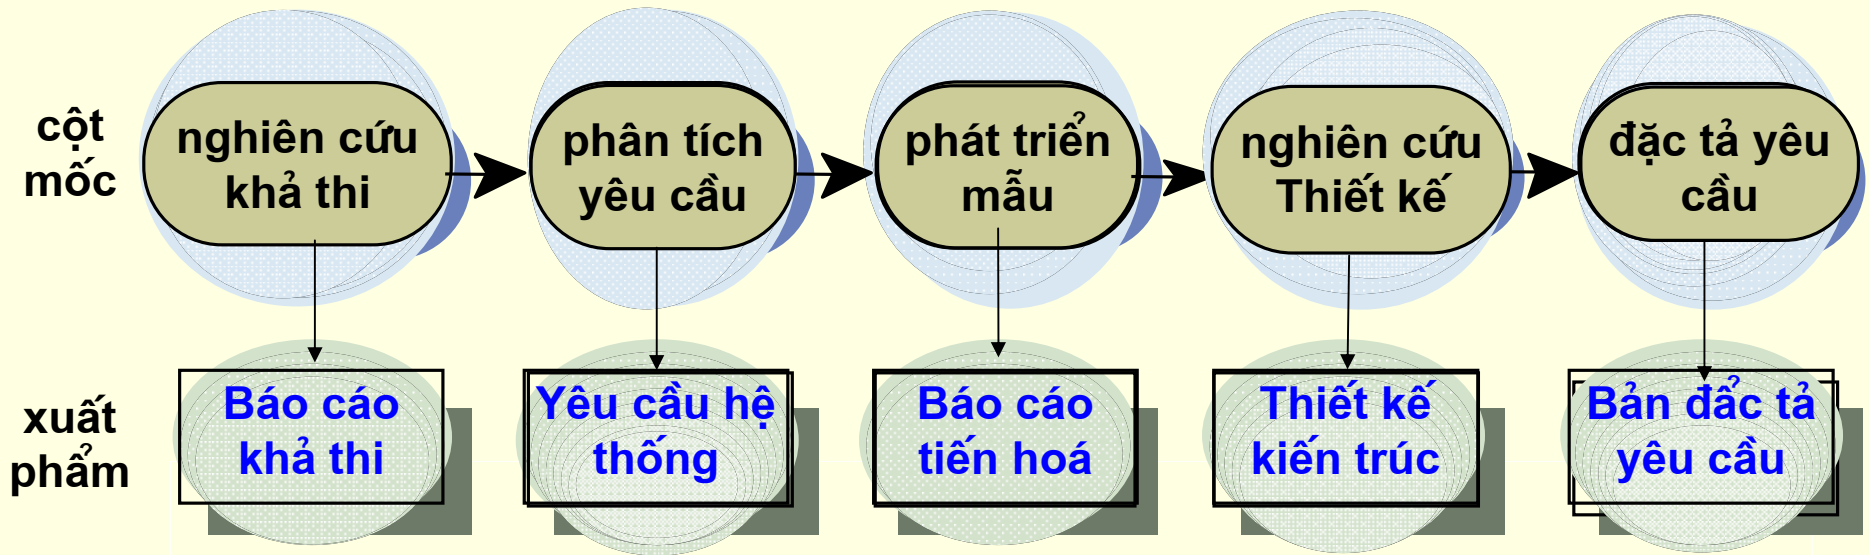 cột
mốc
nghiên cứu
khả thi
phân tích
yêu cầu
phát triển
mẫu
nghiên cứu
Thiết kế
đặc tả yêu
cầu
xuất
phẩm
Báo cáo
khả thi
Yêu cầu hệ
thống
Báo cáo
tiến hoá
Thiết kế
kiến trúc
Bản đẩc tả
yêu cầu